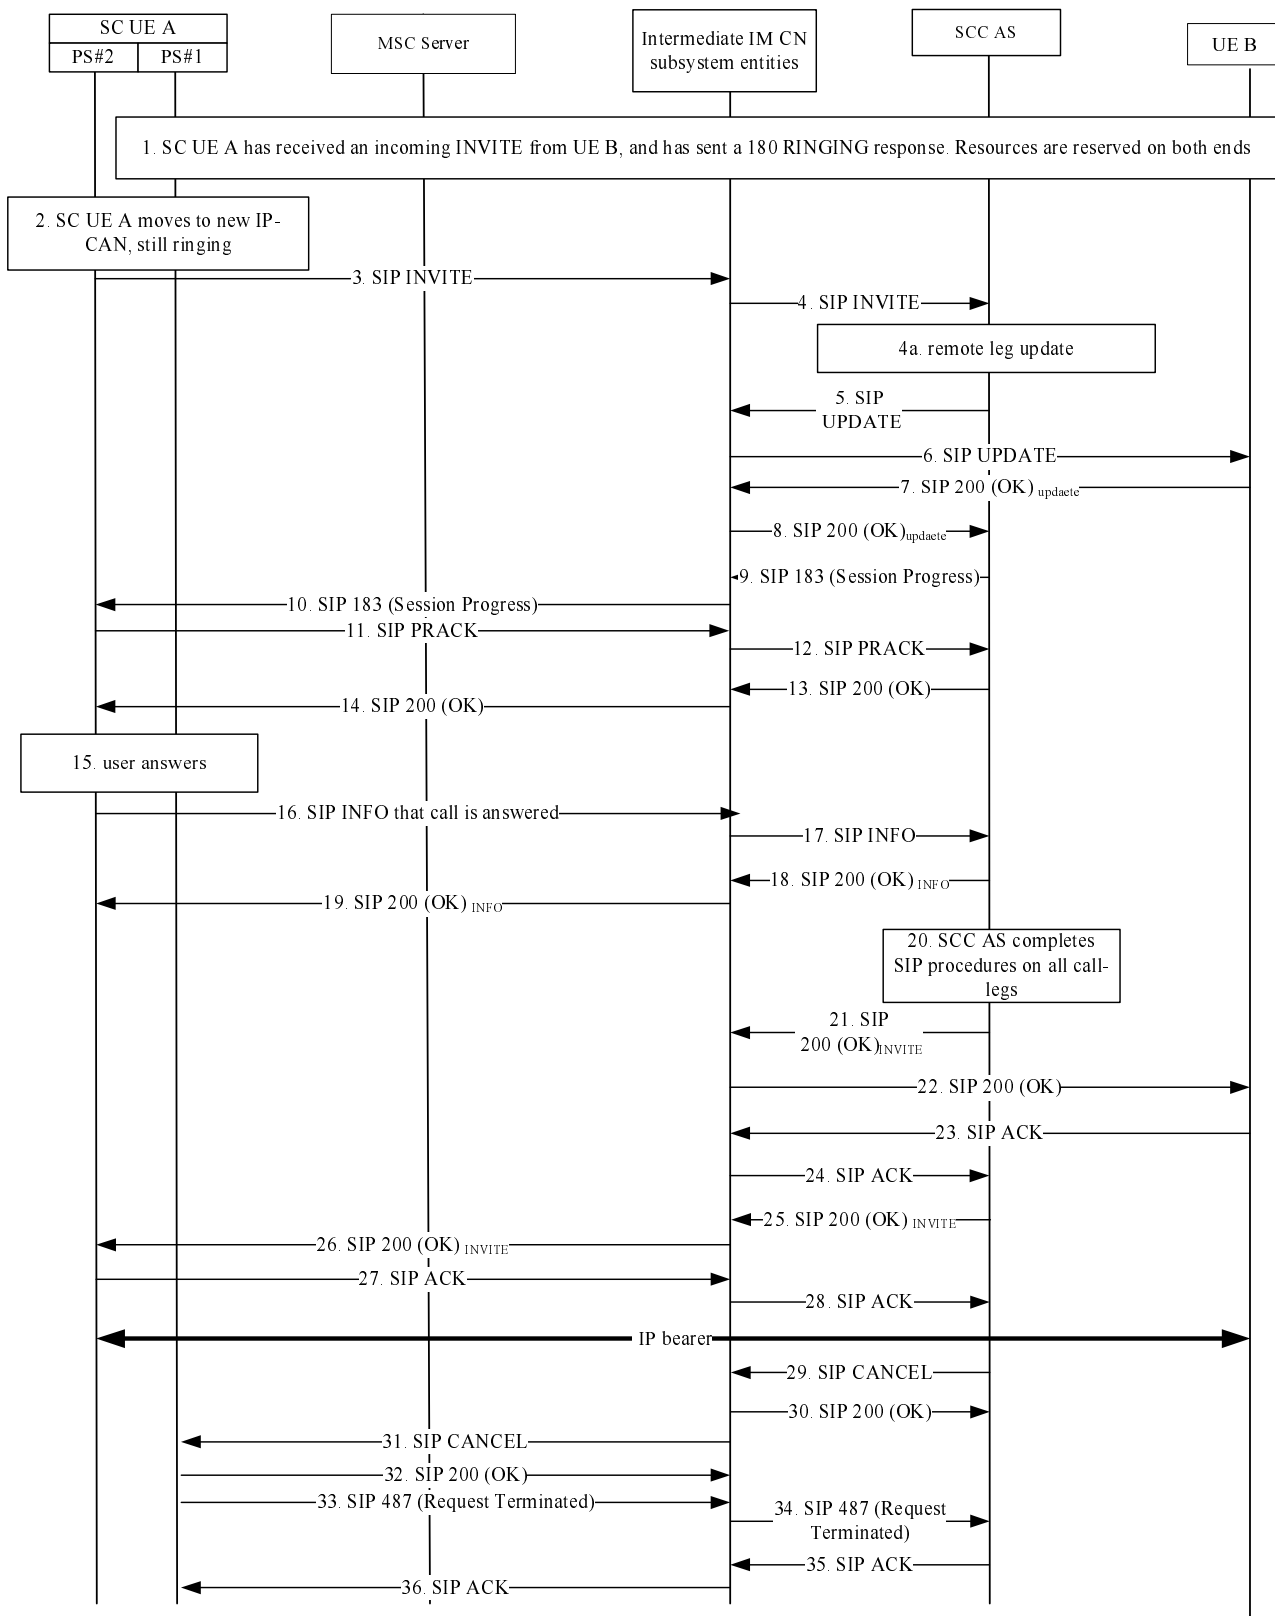 SC UE A
PS#2
PS#1
MSC Server
Intermediate IM CN
subsystem entities
SCC AS
UE B
1. SC UE A has received an incoming INVITE from UE B, and has sent a 180 RINGING response. Resources are reserved on both ends
2. SC UE A moves to new IP-
CAN, still ringing
3. SIP INVITE
4. SIP INVITE
4a. remote leg update
5. SIP
UPDATE
6. SIP UPDATE
7. SIP 200 (OK) updaete
8. SIP 200 (OK)updaete
9. SIP 183 (Session Progress)
10. SIP 183 (Session Progress)
11. SIP PRACK
12. SIP PRACK
13. SIP 200 (OK)
14. SIP 200 (OK)
15. user answers
16. SIP INFO that call is answered
17. SIP INFO
18. SIP 200 (OK) INFO
19. SIP 200 (OK) INFO
20. SCC AS completes
SIP procedures on all call-
legs
21. SIP
200 (OK)INVITE
22. SIP 200 (OK)
23. SIP ACK
24. SIP ACK
25. SIP 200 (OK) INVITE
26. SIP 200 (OK) INVITE
27. SIP ACK
28. SIP ACK
IP bearer
29. SIP CANCEL
30. SIP 200 (OK)
31. SIP CANCEL
32. SIP 200 (OK)
33. SIP 487 (Request Terminated)
34. SIP 487 (Request
Terminated)
35. SIP ACK
36. SIP ACK